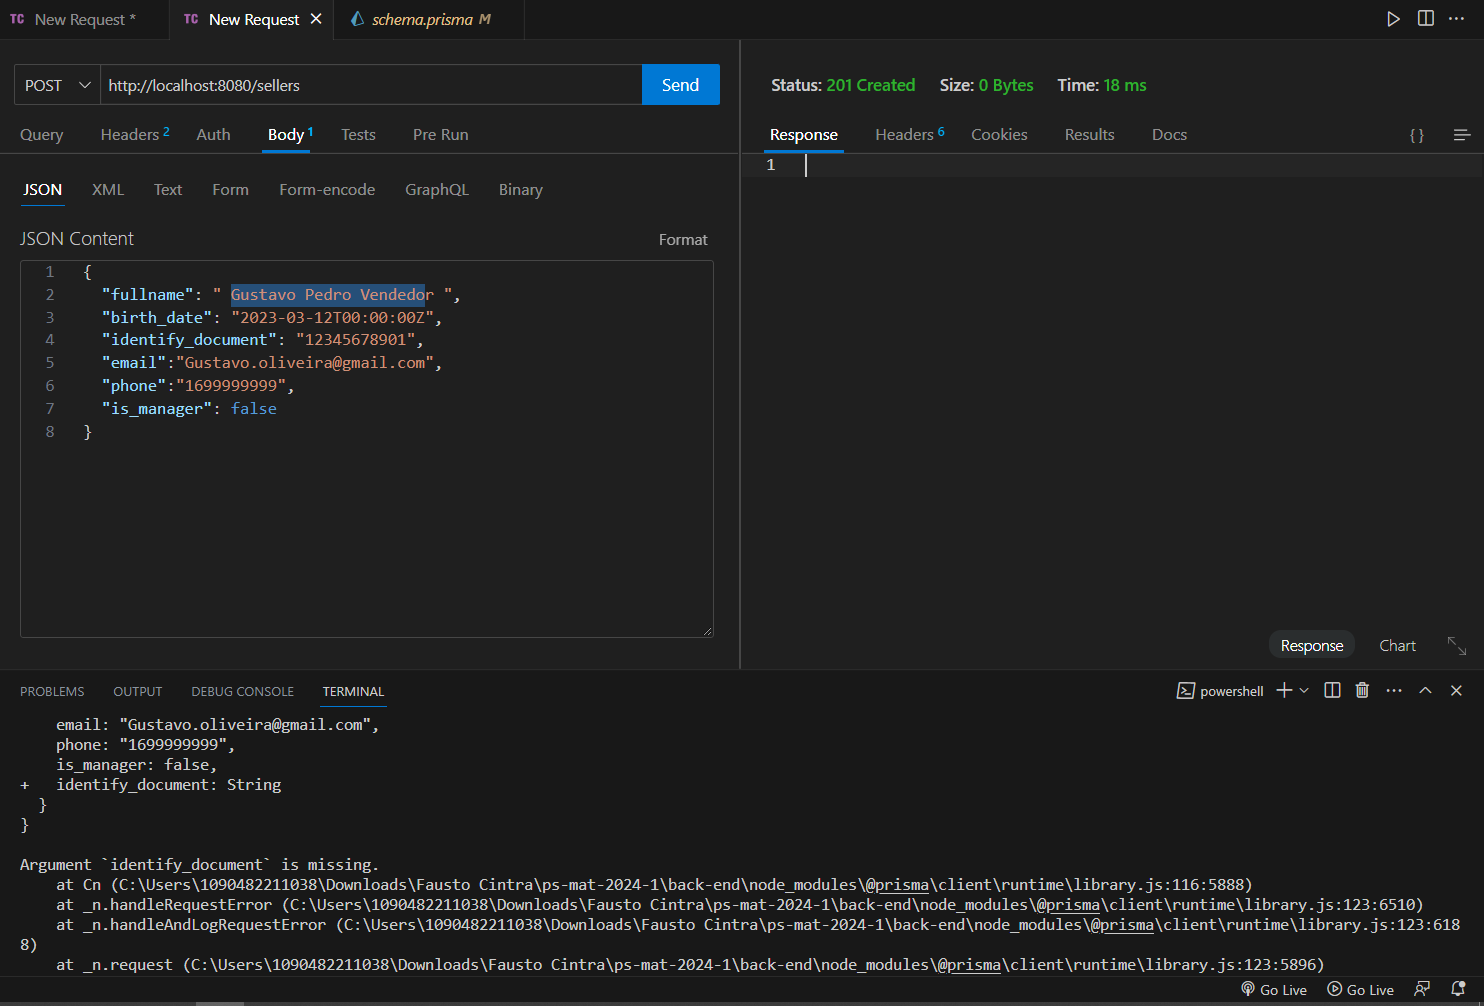 TC New Request *
TC New Request
schema.prisma M
POST
http://localhost:8080/sellers
Send
Query
Headers 2
Auth
Body 1
Tests
Pre Run
JSON
XML
Text
Form
Form-encode
GraphQL
Binary
JSON Content
Format
1 {
2 "fullname": " Gustavo Pedro Vendedor ",
3 "birth_date": "2023-03-12T00:00:00Z",
4 "identify_document": "12345678901",
5 "email":"Gustavo.oliveira@gmail.com",
6 "phone":"1699999999",
7 "is_manager": false
8 }
Status: 201 Created Size: 0 Bytes Time: 18 ms
Response
Headers 6
Cookies
Results
Docs
{ }
1
Response
Chart
PROBLEMS
OUTPUT
DEBUG CONSOLE
TERMINAL
powershell
email: "Gustavo.oliveira@gmail.com",
phone: "1699999999",
is_manager: false,
+ identify_document: String
}
}
Argument `identify_document` is missing.
at Cn (C:\Users\1090482211038\Downloads\Fausto Cintra\ps-mat-2024-1\back-end\node_modules\@prisma\client\runtime\library.js:116:5888)
at _n.handleRequestError (C:\Users\1090482211038\Downloads\Fausto Cintra\ps-mat-2024-1\back-end\node_modules\@prisma\client\runtime\library.js:123:6510)
at _n.handleAndLogRequestError (C:\Users\1090482211038\Downloads\Fausto Cintra\ps-mat-2024-1\back-end\node_modules\@prisma\client\runtime\library.js:123:618
8)
at _n.request (C:\Users\1090482211038\Downloads\Fausto Cintra\ps-mat-2024-1\back-end\node_modules\@prisma\client\runtime\library.js:123:5896)
Go Live
Go Live